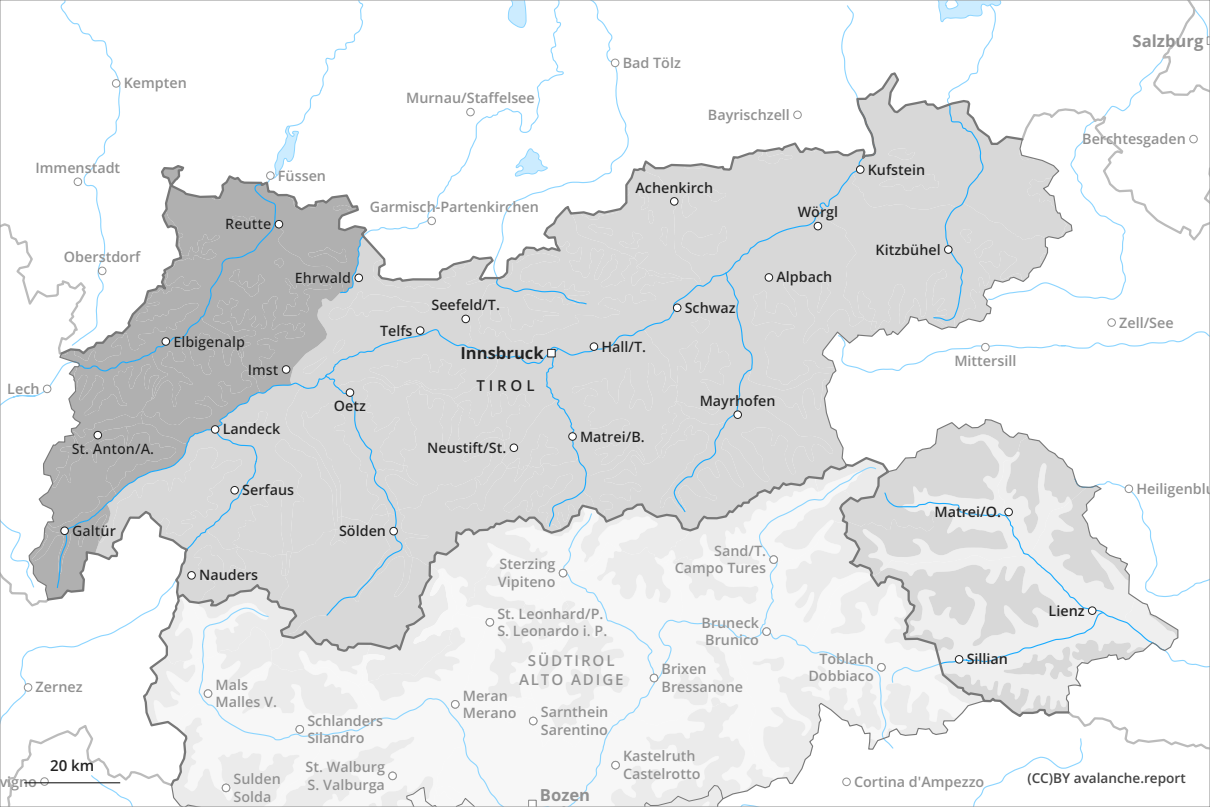 Salzburg
Bad Tölz
Kempten
Murnau/Staffelsee
Bayrischzell
Berchtesgaden
Immenstadt
Füssen
Kufstein
Achenkirch
Garmisch-Partenkirchen
Wörgl
Reutte
Kitzbühel
Oberstdorf
Ehrwald
Alpbach
Seefeld/T.
Schwaz
Telfs
Zell/See
Elbigenalp
Innsbruck
Hall/T.
Mittersill
Imst
TIROL
Lech
Oetz
Mayrhofen
Landeck
Matrei/B.
St. Anton/A.
Neustift/St.
Serfaus
Heiligenblu
Matrei/O.
Galtür
Sölden
Sand/T.
Campo Tures
Sterzing
Vipiteno
Nauders
Lienz
St. Leonhard/P.
S. Leonardo i. P.
Bruneck
Brunico
SÜDTIROL
ALTO ADIGE
Sillian
Toblach
Dobbiaco
Brixen
Bressanone
Zernez
Mals
Malles V.
Meran
Merano
Sarnthein
Sarentino
Schlanders
Silandro
Kastelruth
Castelrotto
20 km
St. Walburg
S. Valburga
vigno
Sulden
Solda
Cortina d'Ampezzo
(CC)BY avalanche.report
Bozen